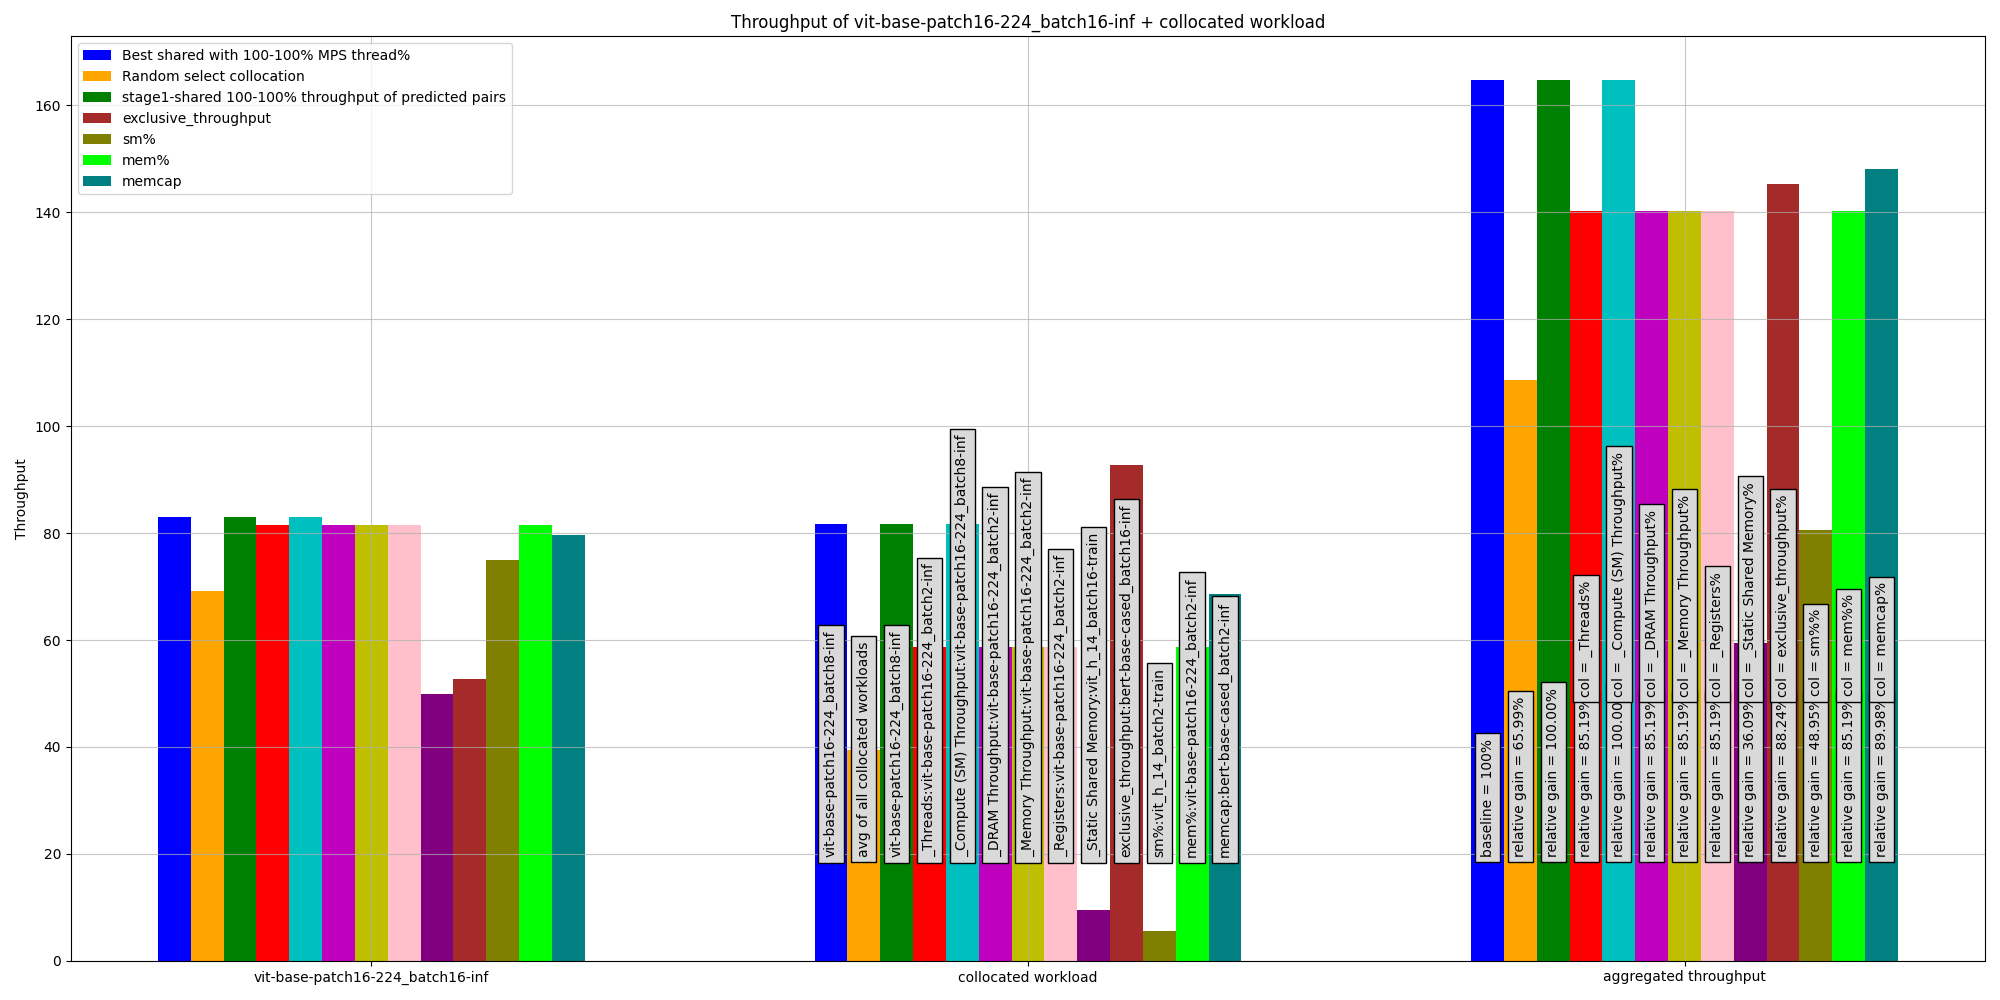 Throughput of vit-base-patch16-224_batch16-inf + collocated workload
Best shared with 100-100% MPS thread%
Random select collocation
stage1-shared 100-100% throughput of predicted pairs
exclusive_throughput
sm%
mem%
memcap
Throughput
160
140
120
100
80
60
40
20
0
vit-base-patch16-224_batch8-inf
avg of all collocated workloads
vit-base-patch16-224_batch8-inf
_Threads:vit-base-patch16-224_batch2-inf
_Compute (SM) Throughput:vit-base-patch16-224_batch8-inf
_DRAM Throughput:vit-base-patch16-224_batch2-inf
_Memory Throughput:vit-base-patch16-224_batch2-inf
_Registers:vit-base-patch16-224_batch2-inf
_Static Shared Memory:vit_h_14_batch16-train
exclusive_throughput:bert-base-cased_batch16-inf
sm%:vit_h_14_batch2-train
mem%:vit-base-patch16-224_batch2-inf
memcap:bert-base-cased_batch2-inf
baseline = 100%
relative gain = 65.99%
relative gain = 100.00%
relative gain = 85.19%
col = _Threads%
relative gain = 100.00
col = _Compute (SM) Throughput%
relative gain = 85.19%
col = _DRAM Throughput%
relative gain = 85.19%
col = _Memory Throughput%
relative gain = 85.19%
col = _Registers%
relative gain = 36.09%
col = _Static Shared Memory%
relative gain = 88.24%
col = exclusive_throughput%
relative gain = 48.95%
col = sm%%
relative gain = 85.19%
col = mem%%
relative gain = 89.98%
col = memcap%
vit-base-patch16-224_batch16-inf
collocated workload
aggregated throughput